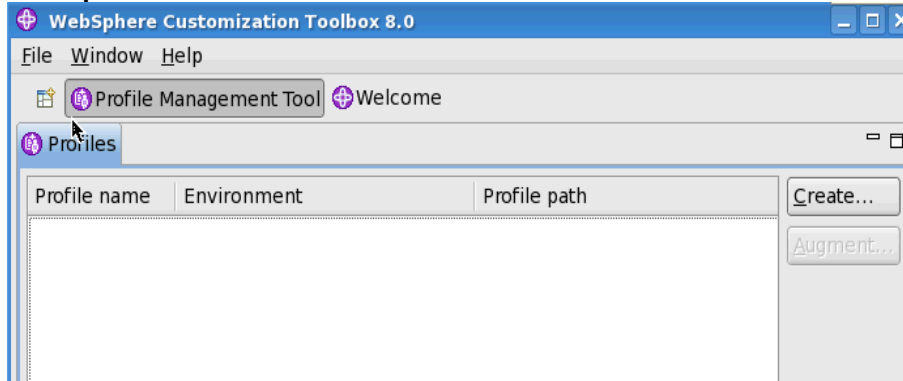 WebSphere Customization Toolbox 8.0
File Window Help
Profile Management Tool Welcome
Profiles
Profile name Environment Profile path Create...
Augment...